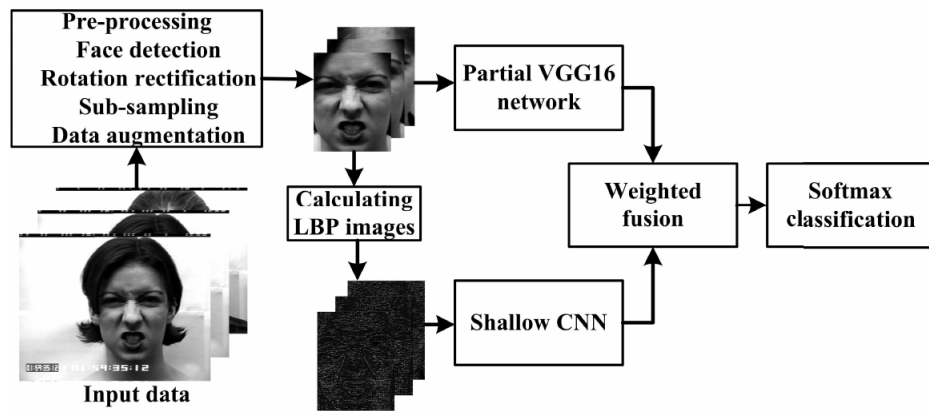 Pre-processing
Face detection
Rotation rectification
Sub-sampling
Data augmentation
Partial VGG16
network
Calculating
LBP images
Weighted
fusion
Softmax
classification
Shallow CNN
Input data